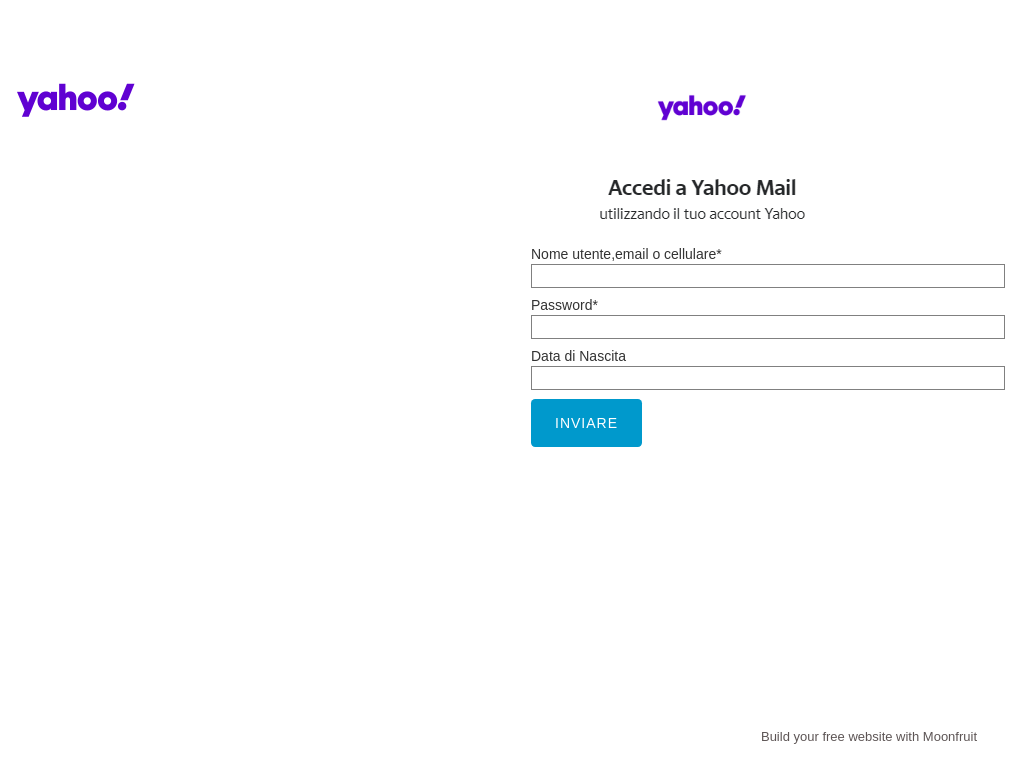 yahoo!
yahoo!
Accedi a Yahoo Mail
utilizzando il tuo account Yahoo
Nome utente,email o cellulare*
Password*
Data di Nascita
INVIARE
Build your free website with Moonfruit